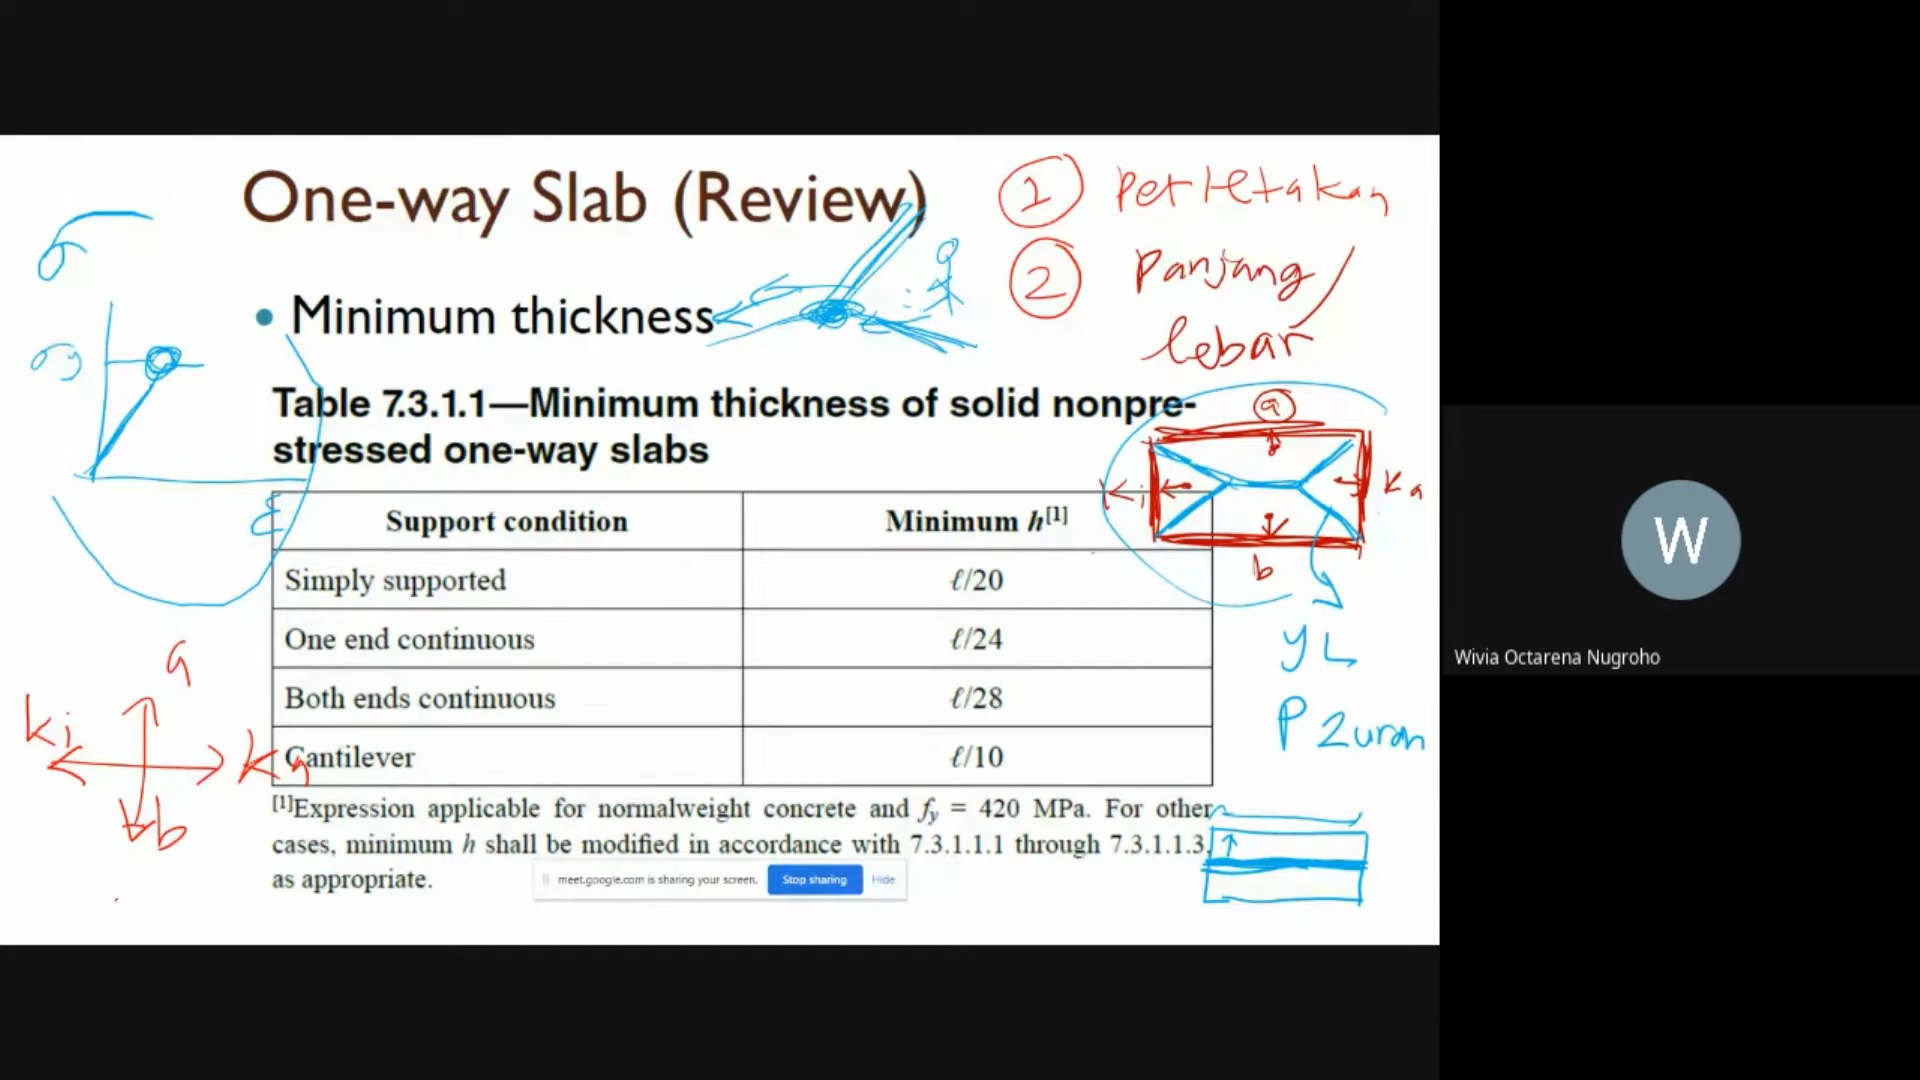 One-way Slab (Review)
① Perletakan
② Panjang/
lebar
• Minimum thickness
σ
σy
ε
Table 7.3.1.1—Minimum thickness of solid nonpre-
stressed one-way slabs
Support condition Minimum h[1]
Simply supported ℓ/20
One end continuous ℓ/24
Both ends continuous ℓ/28
Cantilever ℓ/10
[1]Expression applicable for normalweight concrete and fy = 420 MPa. For other
cases, minimum h shall be modified in accordance with 7.3.1.1.1 through 7.3.1.1.3,
as appropriate.
a
ki
ka
b
a
ki
ka
b
YL
P 2 uran
meet.google.com is sharing your screen. Stop sharing Hide
W
Wivia Octarena Nugroho